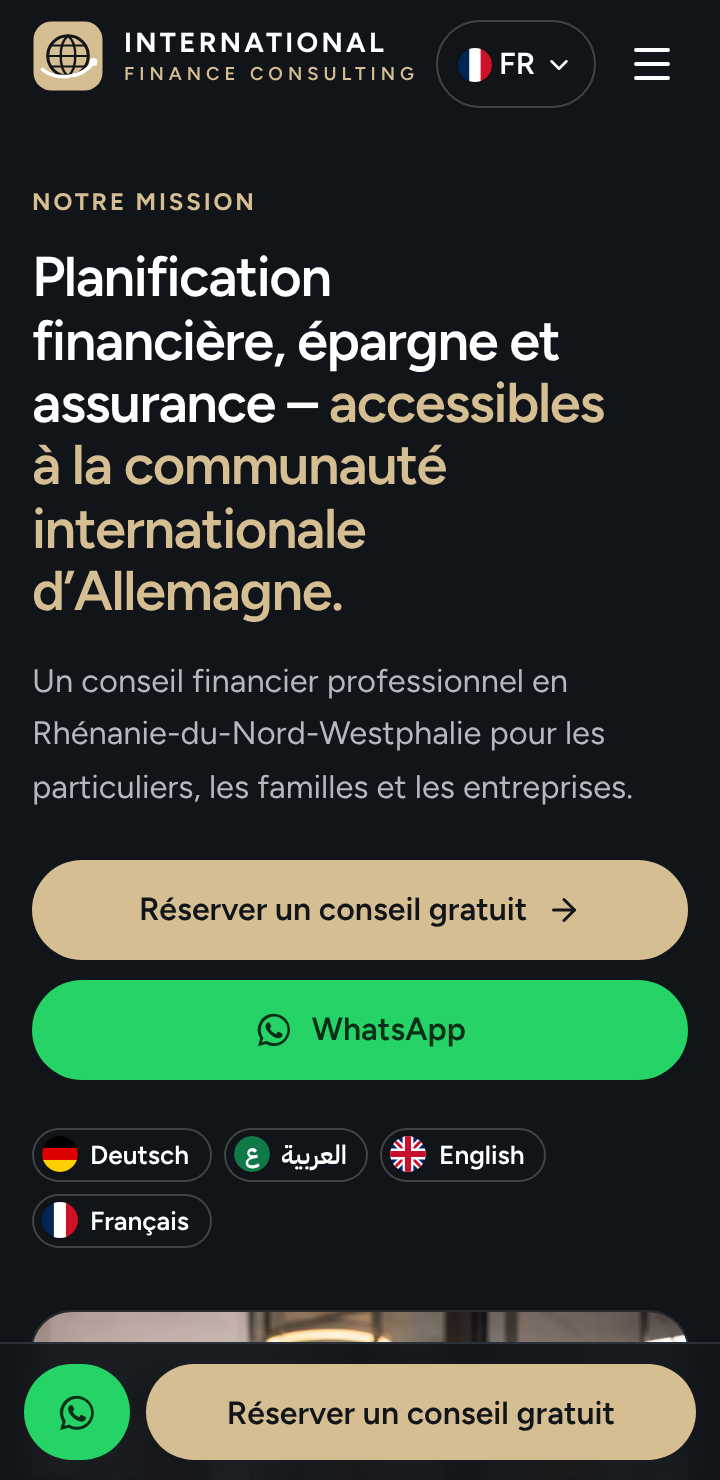 INTERNATIONAL
FINANCE CONSULTING
FR
NOTRE MISSION
Planification
financière, épargne et
assurance – accessibles
à la communauté
internationale
d’Allemagne.
Un conseil financier professionnel en
Rhénanie-du-Nord-Westphalie pour les
particuliers, les familles et les entreprises.
Réserver un conseil gratuit →
WhatsApp
Deutsch
ع العربية
English
Français
Réserver un conseil gratuit